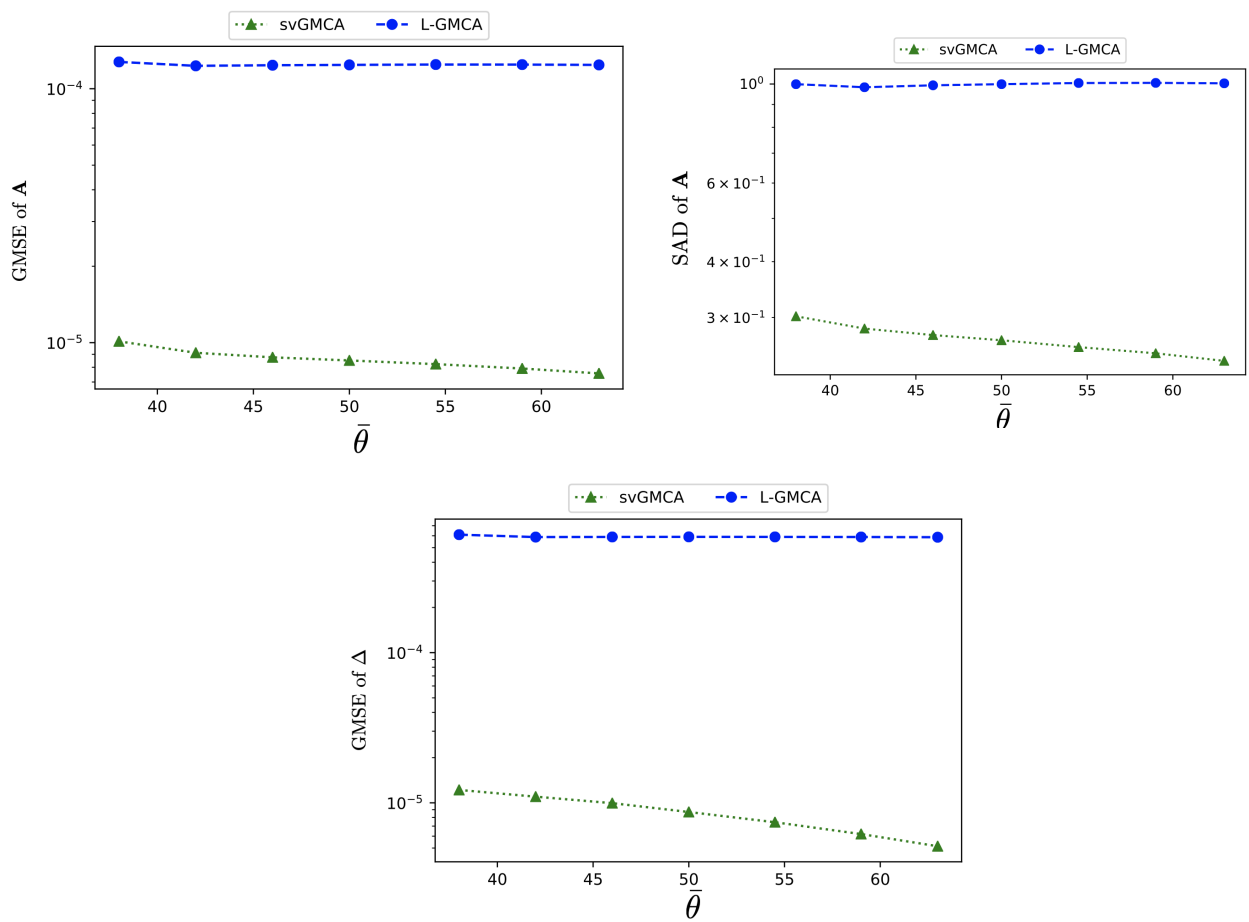 svGMCA L-GMCA
GMSE of A
10⁻⁴
10⁻⁵
40 45 50 55 60
θ̄
svGMCA L-GMCA
SAD of A
10⁰
6 × 10⁻¹
4 × 10⁻¹
3 × 10⁻¹
40 45 50 55 60
θ̄
svGMCA L-GMCA
GMSE of Δ
10⁻⁴
10⁻⁵
40 45 50 55 60
θ̄